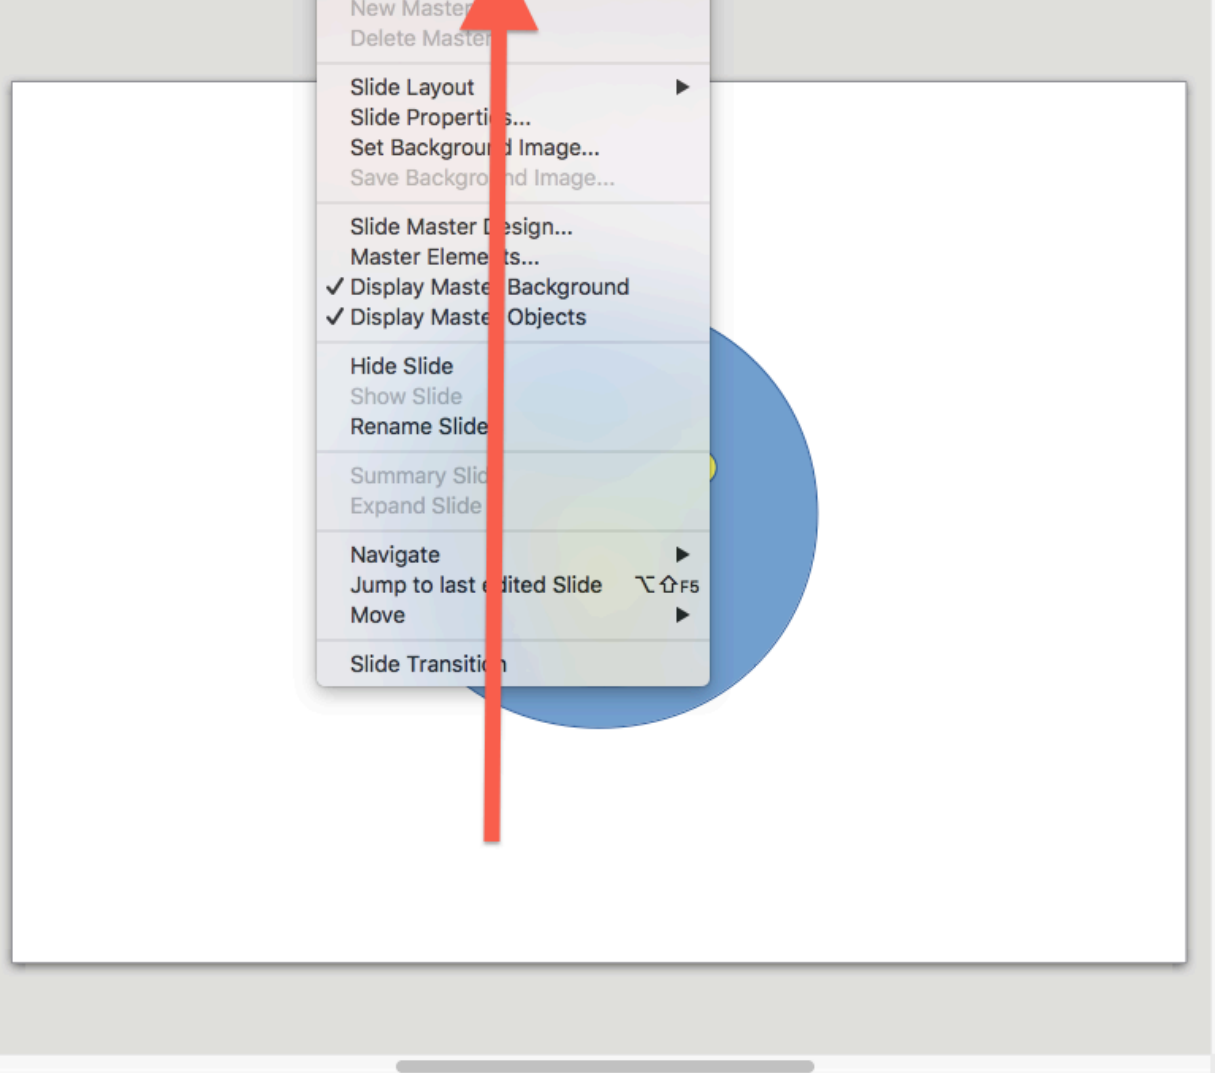 New Master
Delete Master
Slide Layout
Slide Properties...
Set Background Image...
Save Background Image...
Slide Master Design...
Master Elements...
✓ Display Master Background
✓ Display Master Objects
Hide Slide
Show Slide
Rename Slide
Summary Slide
Expand Slide
Navigate
Jump to last edited Slide ⌥⇧F5
Move
Slide Transition